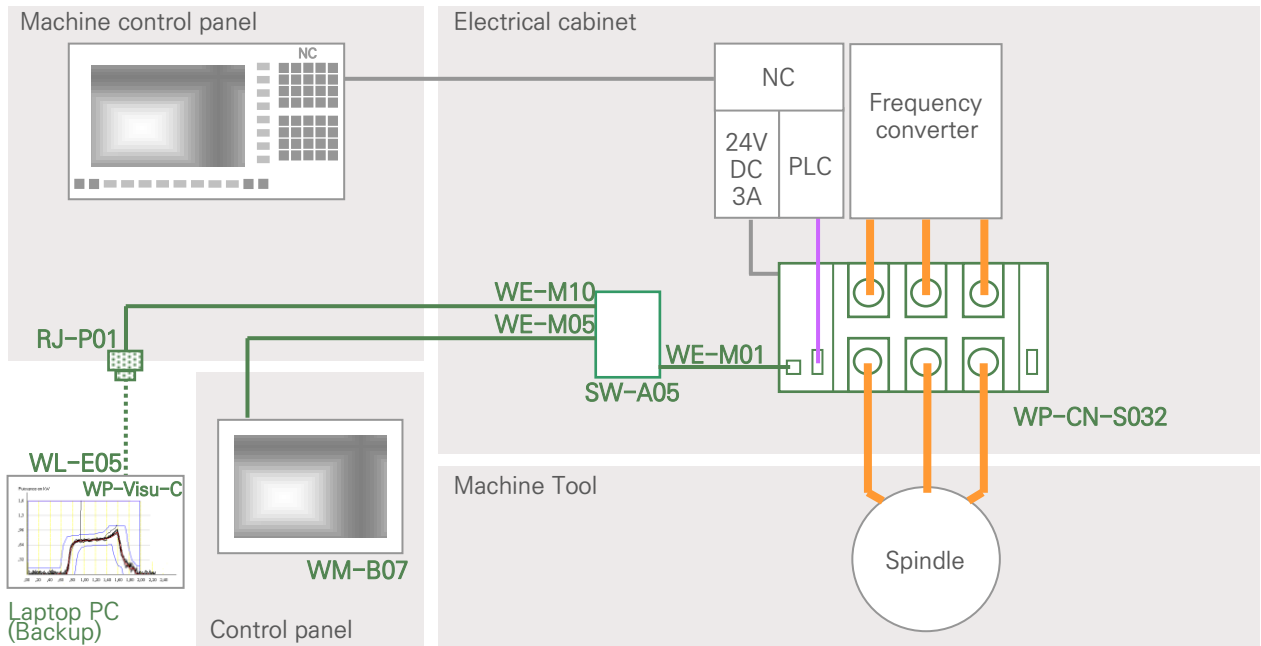 Machine control panel
Electrical cabinet
NC
NC
24V
DC
3A
PLC
Frequency
converter
WE-M10
WE-M05
RJ-P01
WE-M01
SW-A05
WP-CN-S032
WL-E05
WP-Visu-C
Machine Tool
Spindle
WM-B07
Laptop PC
(Backup)
Control panel